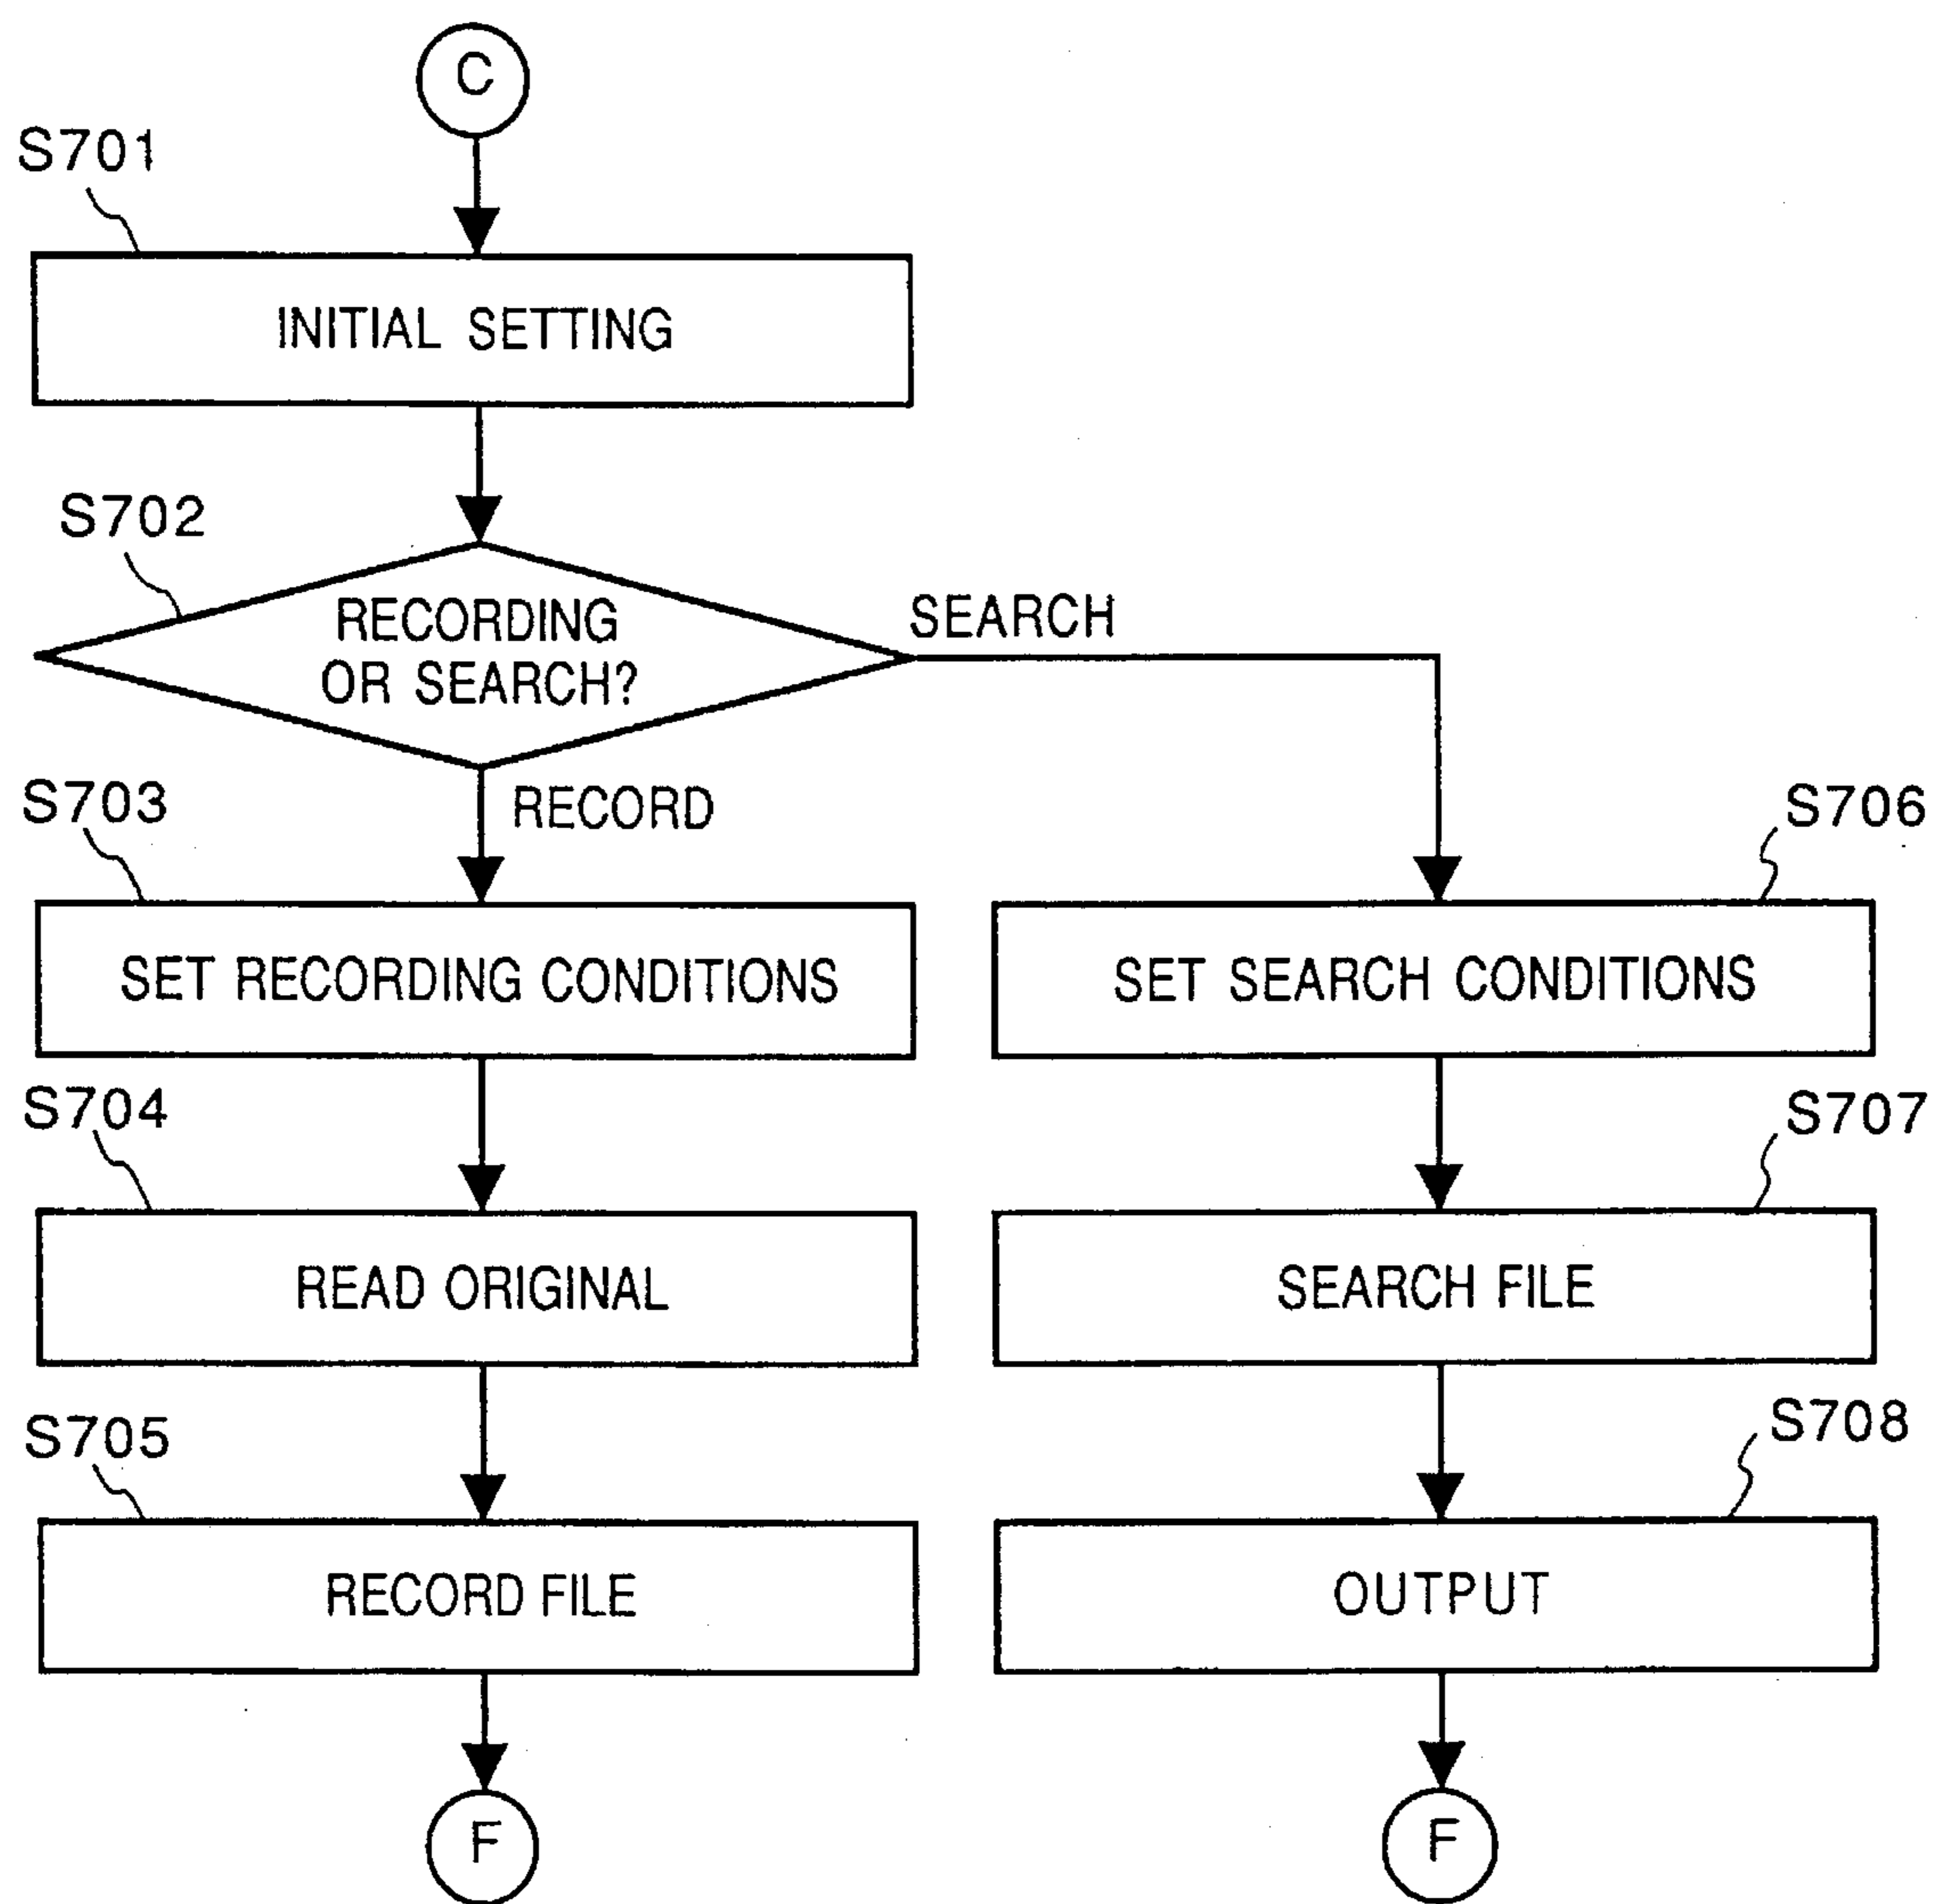 C
S701
INITIAL SETTING
S702
RECORDING
OR SEARCH?
SEARCH
RECORD
S703
SET RECORDING CONDITIONS
S706
SET SEARCH CONDITIONS
S704
READ ORIGINAL
S707
SEARCH FILE
S705
RECORD FILE
S708
OUTPUT
F
F